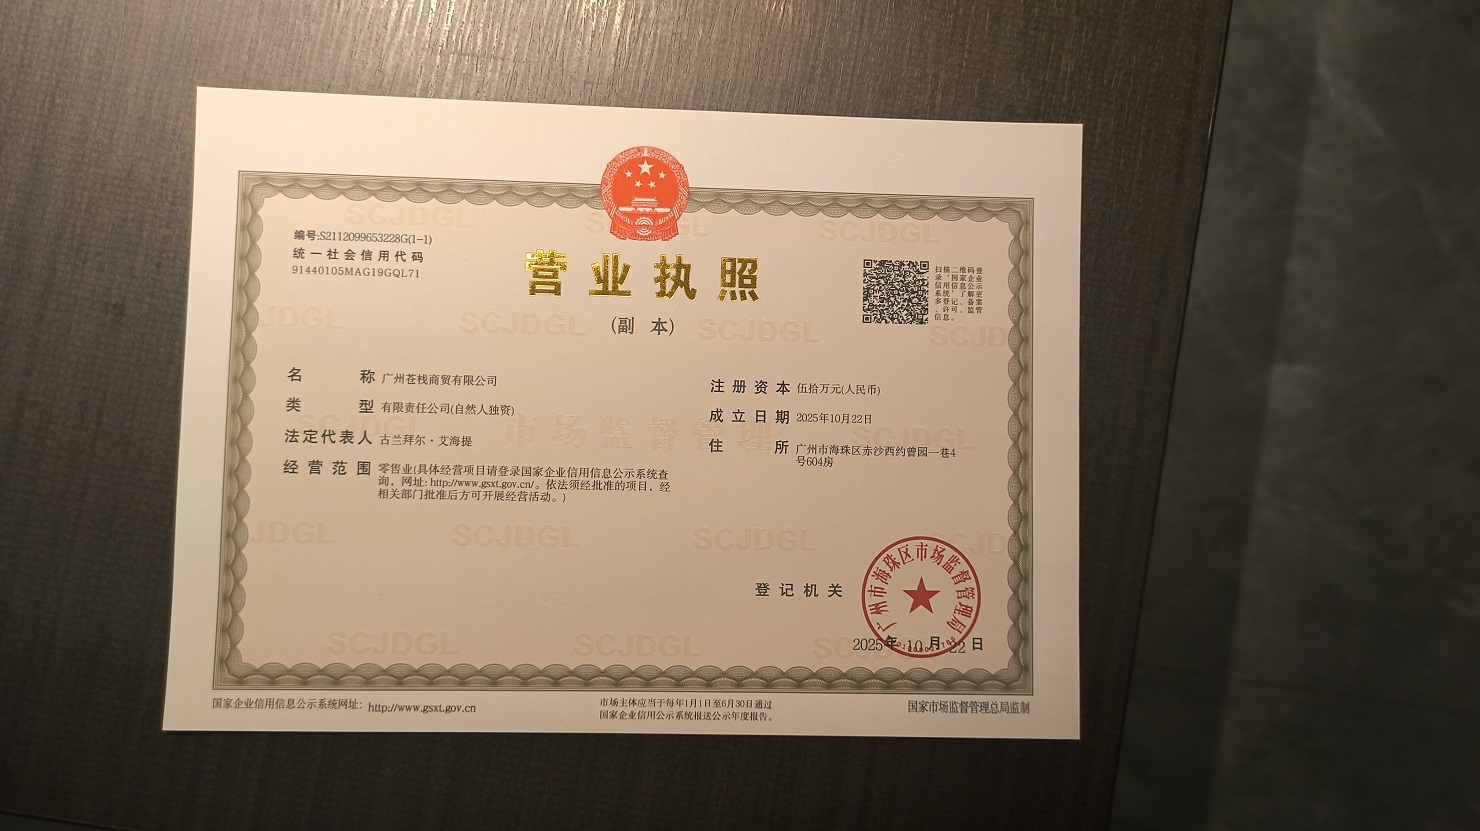 编号:S2112099653228G(1-1)
统一社会信用代码
91440105MAG19GQL71
营业执照
(副 本)
扫描二维码登
录‘国家企业
信用信息公示
系统’了解更
多登记、备案
、许可、监管
信息。
名 称 广州苍栈商贸有限公司
类 型 有限责任公司(自然人独资)
法定代表人 古兰拜尔·艾海提
经营范围 零售业(具体经营项目请登录国家企业信用信息公示系统查
询，网址: http://www.gsxt.gov.cn/。依法须经批准的项目，经
相关部门批准后方可开展经营活动。)
注册资本 伍拾万元(人民币)
成立日期 2025年10月22日
住 所 广州市海珠区赤沙西约曾园一巷4
号604房
市场监督管理
SCJDGL
登记机关
广州市海珠区市场监督管理局
2025年 10 月 22 日
国家企业信用信息公示系统网址：http://www.gsxt.gov.cn
市场主体应当于每年1月1日至6月30日通过
国家企业信用公示系统报送公示年度报告。
国家市场监督管理总局监制